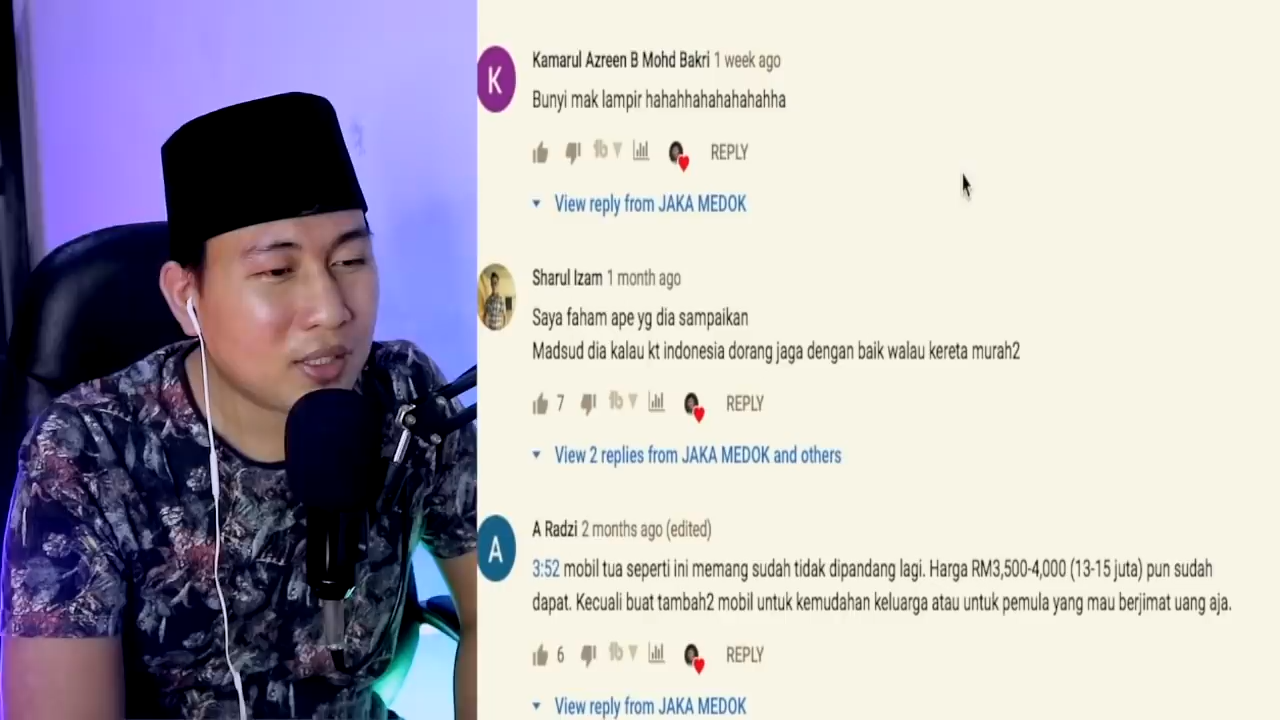 Kamarul Azreen B Mohd Bakri 1 week ago
Bunyi mak lampir hahahhahahahahahha
REPLY
View reply from JAKA MEDOK
Sharul Izam 1 month ago
Saya faham ape yg dia sampaikan
Madsud dia kalau kt indonesia dorang jaga dengan baik walau kereta murah2
7 REPLY
View 2 replies from JAKA MEDOK and others
A Radzi 2 months ago (edited)
3:52 mobil tua seperti ini memang sudah tidak dipandang lagi. Harga RM3,500-4,000 (13-15 juta) pun sudah
dapat. Kecuali buat tambah2 mobil untuk kemudahan keluarga atau untuk pemula yang mau berjimat uang aja.
6 REPLY
View reply from JAKA MEDOK
K
A